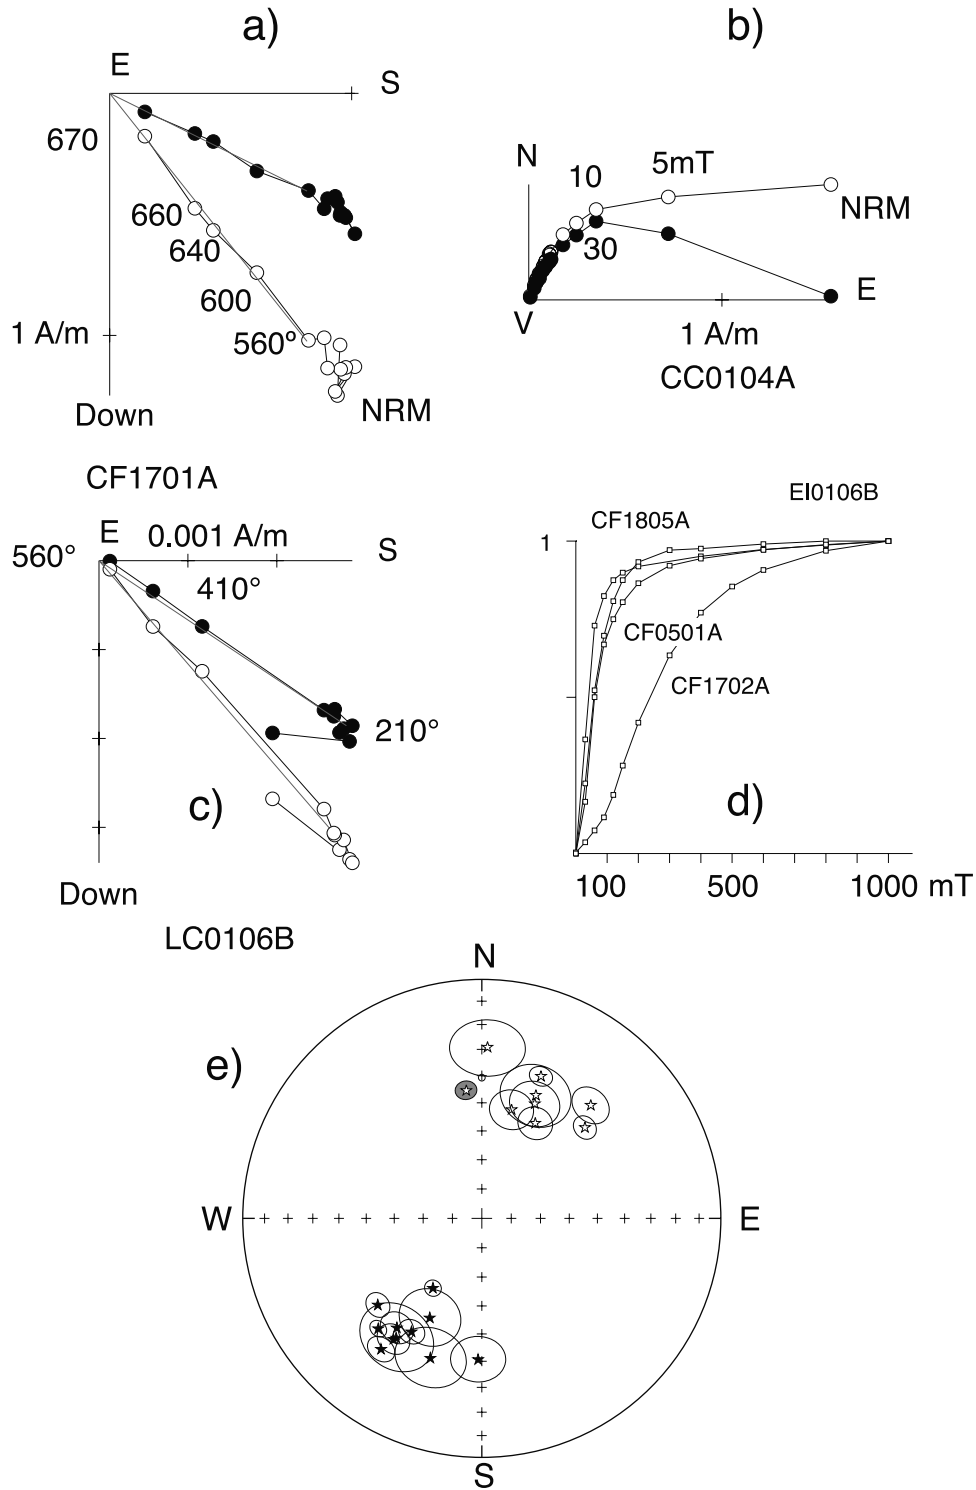 a)
E
S
670
660
640
600
560°
1 A/m
Down
NRM
CF1701A
b)
N
10
5mT
NRM
30
E
V
1 A/m
CC0104A
560°
E
0.001 A/m
S
410°
210°
c)
Down
LC0106B
EI0106B
CF1805A
1
CF0501A
CF1702A
d)
100
500
1000 mT
e)
N
W
E
S